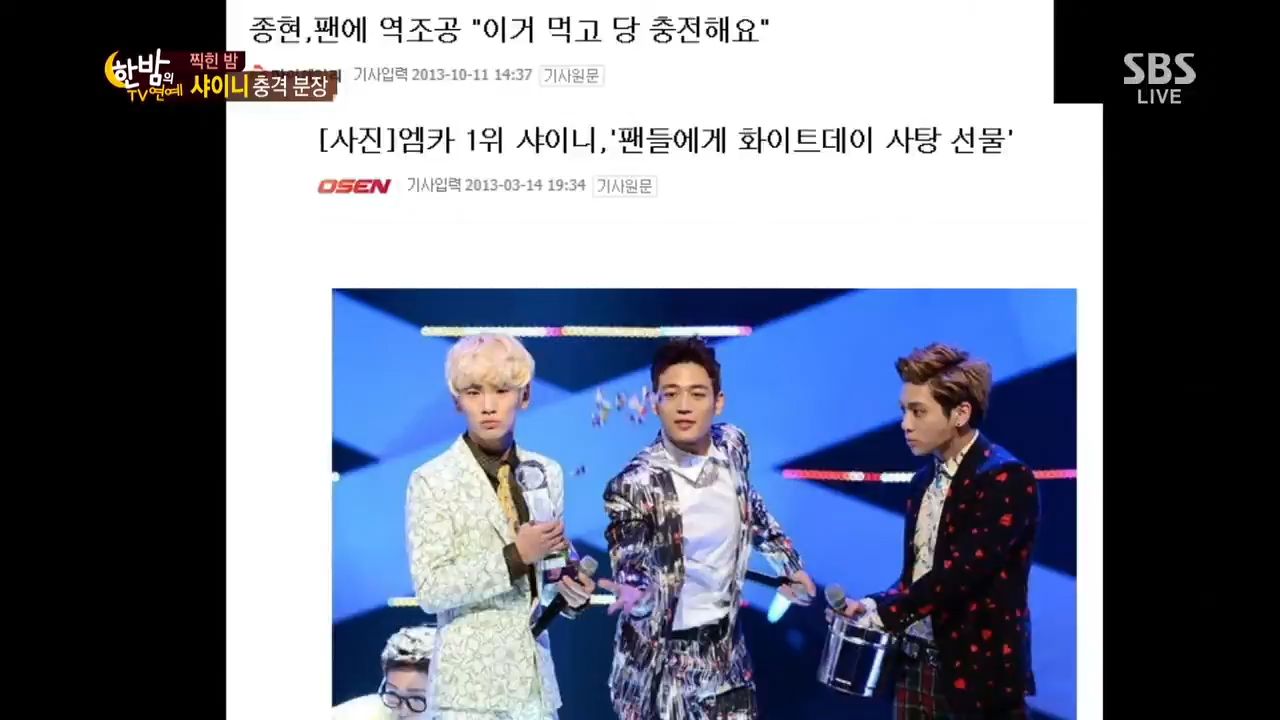 종현,팬에 역조공 "이거 먹고 당 충전해요"
한밤의
TV연예
찍힌 밤
샤이니 충격 분장
기사입력 2013-10-11 14:37 기사원문
SBS
LIVE
[사진]엠카 1위 샤이니,'팬들에게 화이트데이 사탕 선물'
OSEN 기사입력 2013-03-14 19:34 기사원문